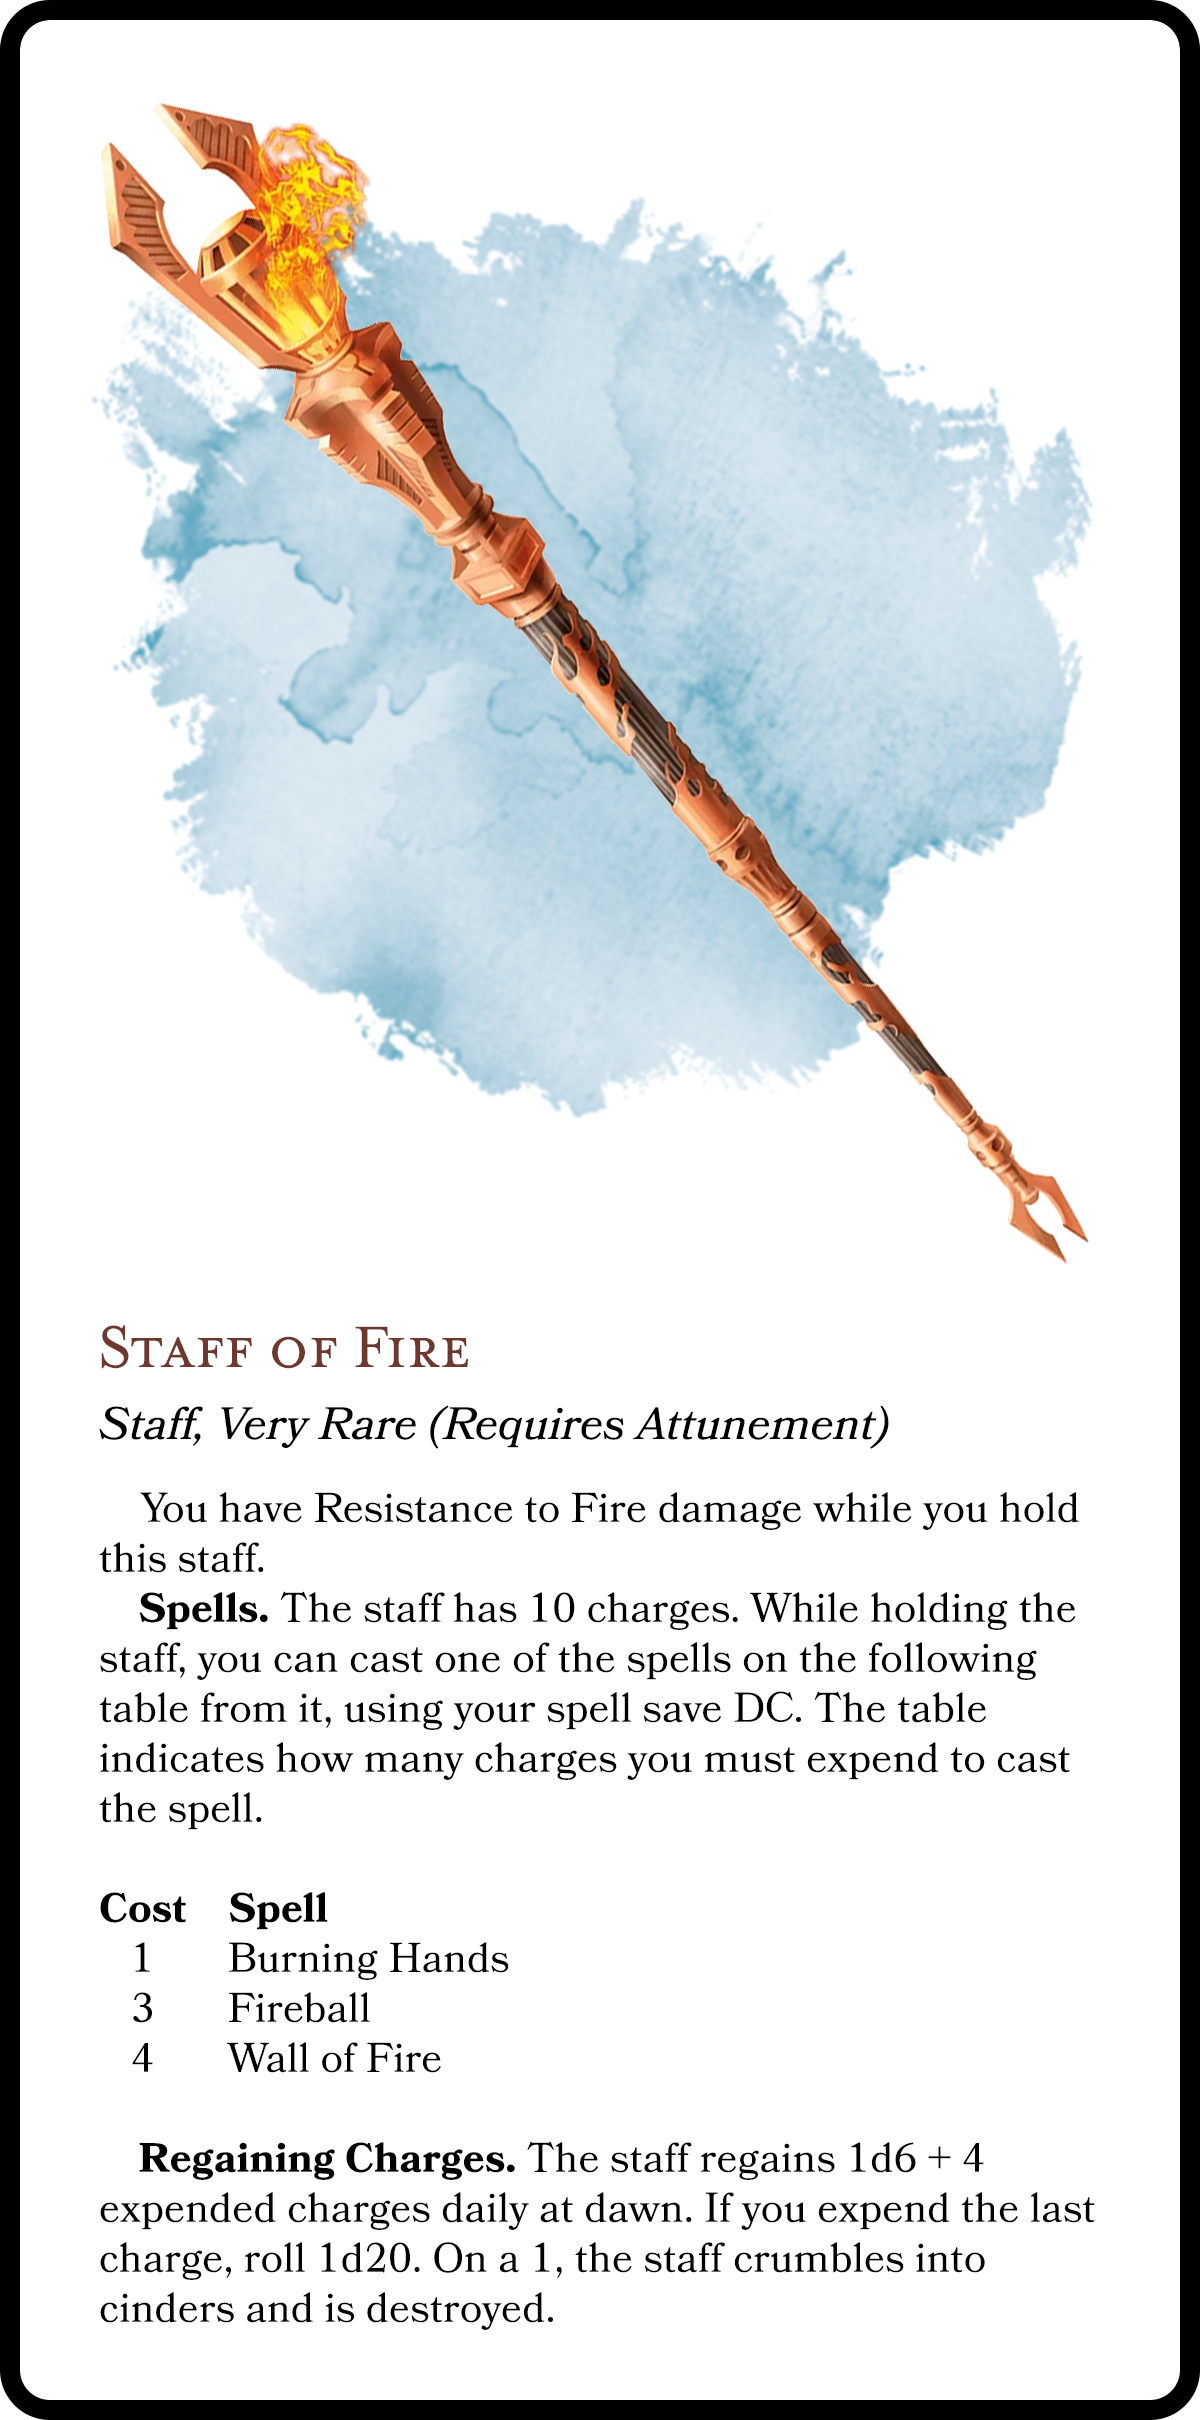 Staff of Fire
Staff, Very Rare (Requires Attunement)
You have Resistance to Fire damage while you hold
this staff.
Spells. The staff has 10 charges. While holding the
staff, you can cast one of the spells on the following
table from it, using your spell save DC. The table
indicates how many charges you must expend to cast
the spell.
Cost Spell
1 Burning Hands
3 Fireball
4 Wall of Fire
Regaining Charges. The staff regains 1d6 + 4
expended charges daily at dawn. If you expend the last
charge, roll 1d20. On a 1, the staff crumbles into
cinders and is destroyed.